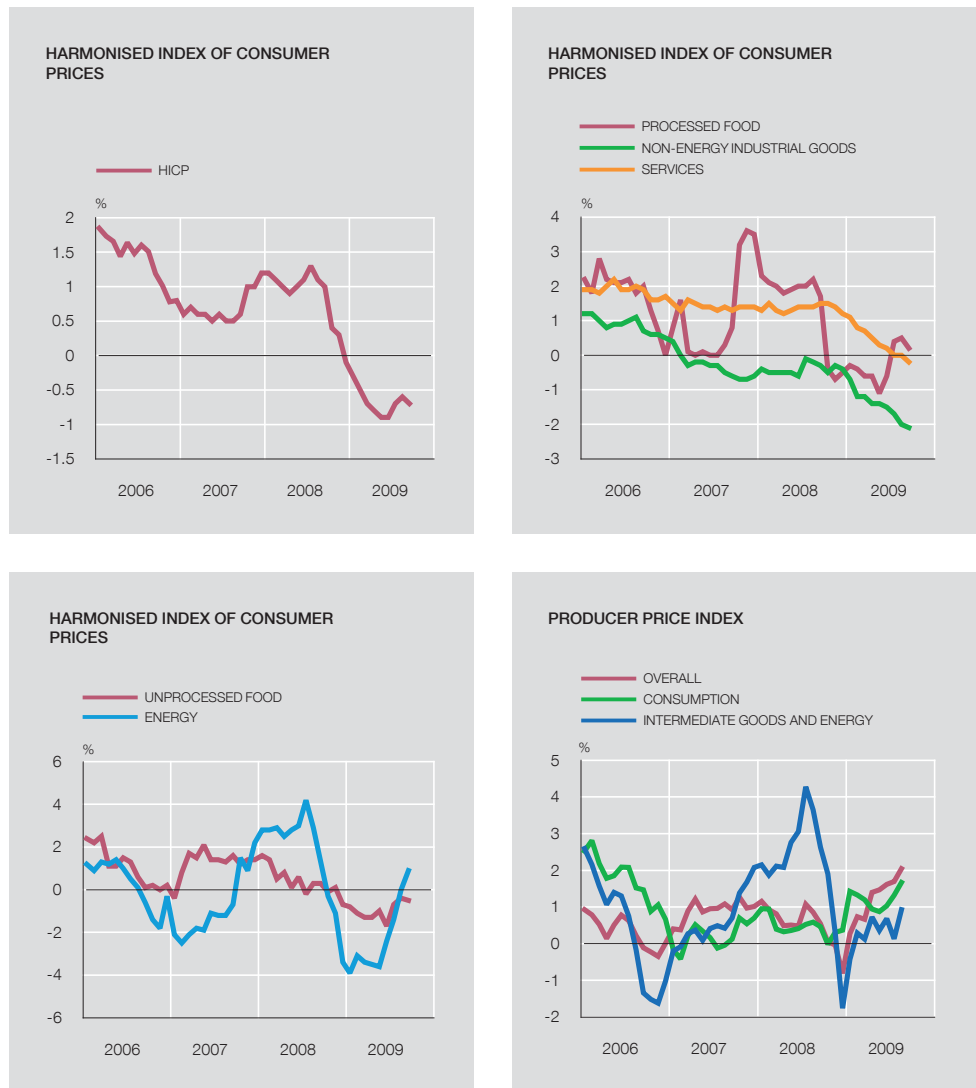 HARMONISED INDEX OF CONSUMER
PRICES
HICP
%
2
1.5
1
0.5
0
-0.5
-1
-1.5
2006 2007 2008 2009
HARMONISED INDEX OF CONSUMER
PRICES
PROCESSED FOOD
NON-ENERGY INDUSTRIAL GOODS
SERVICES
%
4
3
2
1
0
-1
-2
-3
2006 2007 2008 2009
HARMONISED INDEX OF CONSUMER
PRICES
UNPROCESSED FOOD
ENERGY
%
6
4
2
0
-2
-4
-6
2006 2007 2008 2009
PRODUCER PRICE INDEX
OVERALL
CONSUMPTION
INTERMEDIATE GOODS AND ENERGY
%
5
4
3
2
1
0
-1
-2
2006 2007 2008 2009